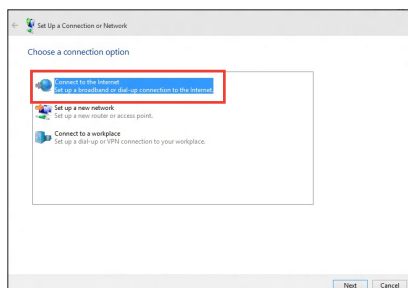 Set Up a Connection or Network
Choose a connection option
Connect to the Internet
Set up a broadband or dial-up connection to the Internet.
Set up a new network
Set up a new router or access point.
Connect to a workplace
Set up a dial-up or VPN connection to your workplace.
Next Cancel